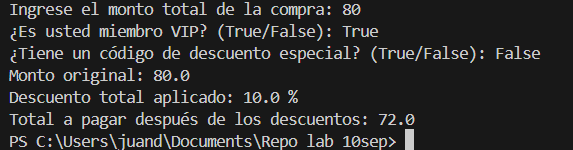 Ingrese el monto total de la compra: 80
¿Es usted miembro VIP? (True/False): True
¿Tiene un código de descuento especial? (True/False): False
Monto original: 80.0
Descuento total aplicado: 10.0 %
Total a pagar después de los descuentos: 72.0
PS C:\Users\juand\Documents\Repo lab 10sep>